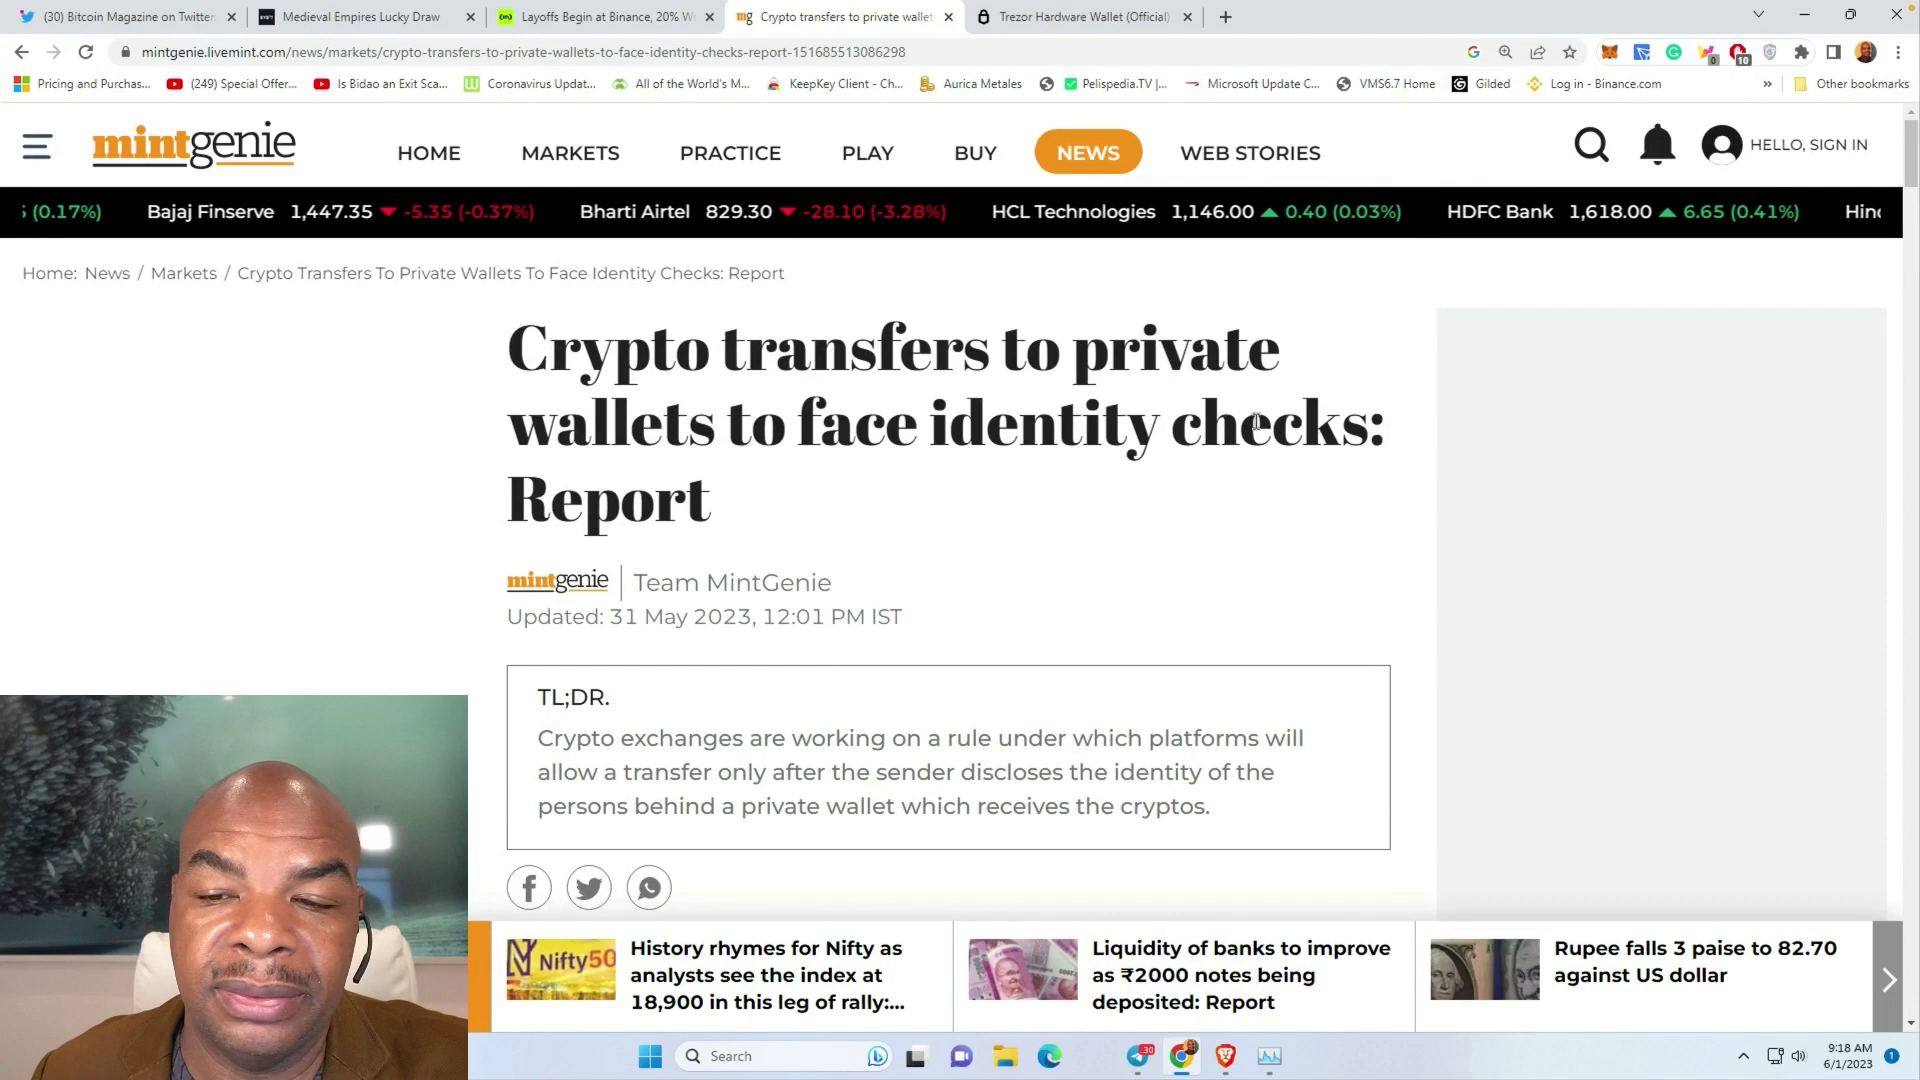 (30) Bitcoin Magazine on Twitter
Medieval Empires Lucky Draw
Layoffs Begin at Binance, 20% W
Crypto transfers to private wallet
Trezor Hardware Wallet (Official)
mintgenie.livemint.com/news/markets/crypto-transfers-to-private-wallets-to-face-identity-checks-report-151685513086298
Pricing and Purchas...
(249) Special Offer...
Is Bidao an Exit Sca...
Coronavirus Updat...
All of the World's M...
KeepKey Client - Ch...
Aurica Metales
Pelispedia.TV |...
Microsoft Update C...
VMS6.7 Home
Gilded
Log in - Binance.com
»
Other bookmarks
mintgenie
HOME
MARKETS
PRACTICE
PLAY
BUY
NEWS
WEB STORIES
HELLO, SIGN IN
(0.17%) Bajaj Finserve 1,447.35 -5.35 (-0.37%) Bharti Airtel 829.30 -28.10 (-3.28%) HCL Technologies 1,146.00 0.40 (0.03%) HDFC Bank 1,618.00 6.65 (0.41%)
Home: News / Markets / Crypto Transfers To Private Wallets To Face Identity Checks: Report
Crypto transfers to private
wallets to face identity checks:
Report
mintgenie | Team MintGenie
Updated: 31 May 2023, 12:01 PM IST
TL;DR.
Crypto exchanges are working on a rule under which platforms will
allow a transfer only after the sender discloses the identity of the
persons behind a private wallet which receives the cryptos.
Nifty50
History rhymes for Nifty as
analysts see the index at
18,900 in this leg of rally:...
Liquidity of banks to improve
as ₹2000 notes being
deposited: Report
Rupee falls 3 paise to 82.70
against US dollar
Search
30
9:18 AM
6/1/2023
1